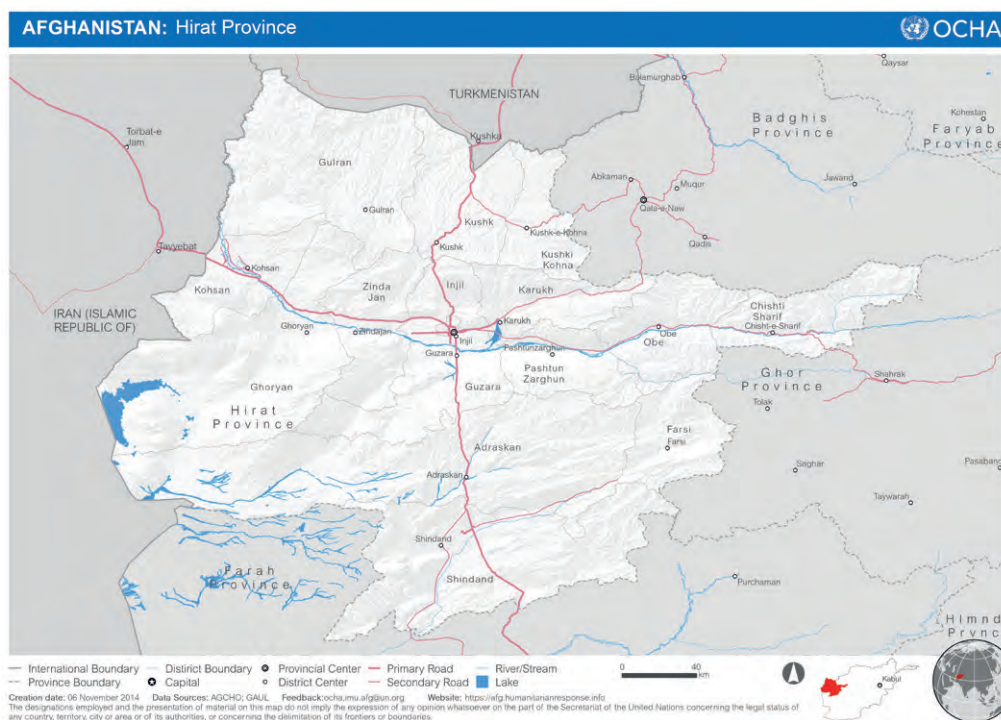 AFGHANISTAN: Hirat Province
OCHA
Qaysar
Balamurghab
TURKMENISTAN
Badghis
Province
Kohestan
Faryab
Province
Torbat-e
Jam
Kushka
Gulran
Abkaman
Muqur
Jawand
Qala-e-Naw
Gulran
Kushk
Kushk-e-Kohna
Qadis
Kushk
Tayyebat
Kushki
Kohna
Kohsan
Kohsan
Zinda
Jan
Injil
Karukh
IRAN (ISLAMIC
REPUBLIC OF)
Chishti
Sharif
Ghoryan
Zindajan
Karukh
Injil
Obe
Chisht-e-Sharif
Obe
Guzara
Pashtunzarghun
Pashtun
Zarghun
Ghor
Province
Shahrak
Ghoryan
Guzara
Hirat
Province
Tolak
Farsi
Farsi
Adraskan
Adraskan
Saghar
Pasaband
Taywarah
Shindand
Farah
Province
Shindand
Purchaman
Himnd
Prvnc
International Boundary
District Boundary
Provincial Center
Primary Road
River/Stream
0
40
km
Province Boundary
Capital
District Center
Secondary Road
Lake
Kabul
Creation date: 06 November 2014 Data Sources: AGCHO; GAUL Feedback:ocha.imu.afg@un.org Website: https://afg.humanitarianresponse.info
The designations employed and the presentation of material on this map do not imply the expression of any opinion whatsoever on the part of the Secretariat of the United Nations concerning the legal status of
any country, territory, city or area or of its authorities, or concerning the delimitation of its frontiers or boundaries.